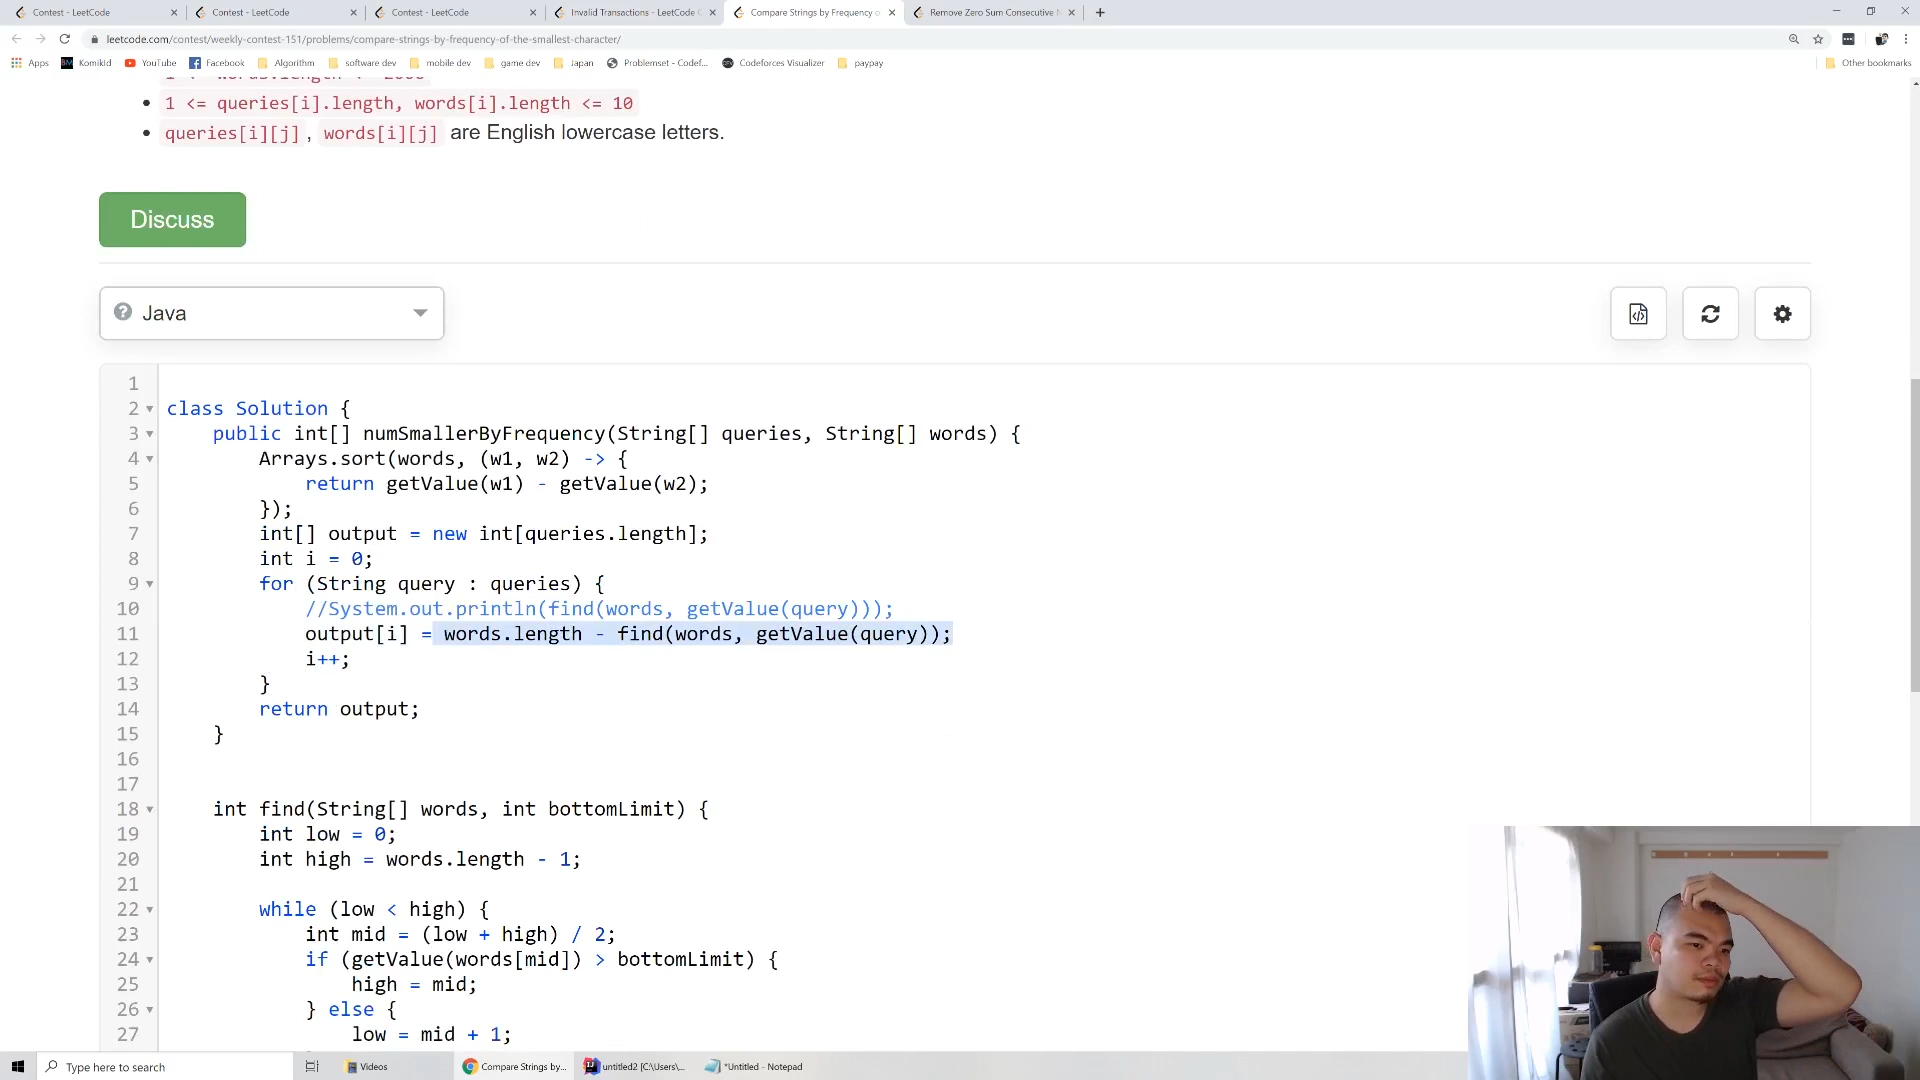 Contest - LeetCode
Contest - LeetCode
Contest - LeetCode
Invalid Transactions - LeetCode C
Compare Strings by Frequency o
Remove Zero Sum Consecutive N
leetcode.com/contest/weekly-contest-151/problems/compare-strings-by-frequency-of-the-smallest-character/
Apps
KomikId
YouTube
Facebook
Algorithm
software dev
mobile dev
game dev
Japan
Problemset - Codef...
Codeforces Visualizer
paypay
Other bookmarks
1 <= queries[i].length, words[i].length <= 10
queries[i][j], words[i][j] are English lowercase letters.
Discuss
Java
1
2 class Solution {
3 public int[] numSmallerByFrequency(String[] queries, String[] words) {
4 Arrays.sort(words, (w1, w2) -> {
5 return getValue(w1) - getValue(w2);
6 });
7 int[] output = new int[queries.length];
8 int i = 0;
9 for (String query : queries) {
10 //System.out.println(find(words, getValue(query)));
11 output[i] = words.length - find(words, getValue(query));
12 i++;
13 }
14 return output;
15 }
16
17
18 int find(String[] words, int bottomLimit) {
19 int low = 0;
20 int high = words.length - 1;
21
22 while (low < high) {
23 int mid = (low + high) / 2;
24 if (getValue(words[mid]) > bottomLimit) {
25 high = mid;
26 } else {
27 low = mid + 1;
Type here to search
Videos
Compare Strings by...
untitled2 [C:\Users\...
*Untitled - Notepad